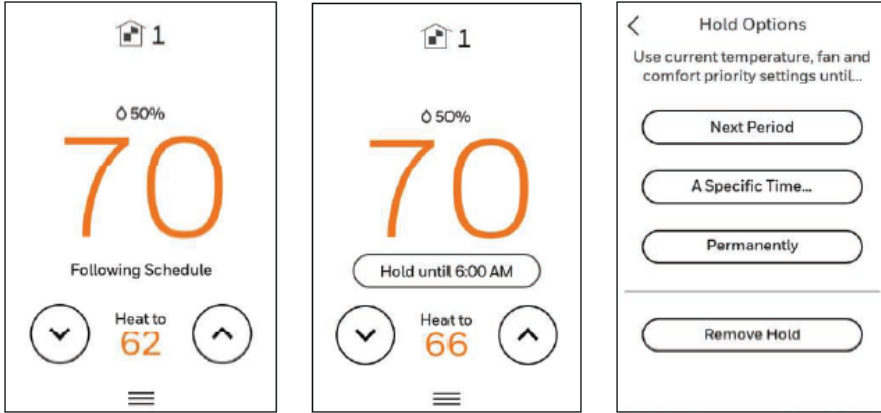 1
50%
70
Following Schedule
Heat to
62
1
50%
70
Hold until 6:00 AM
Heat to
66
Hold Options
Use current temperature, fan and
comfort priority settings until...
Next Period
A Specific Time...
Permanently
Remove Hold